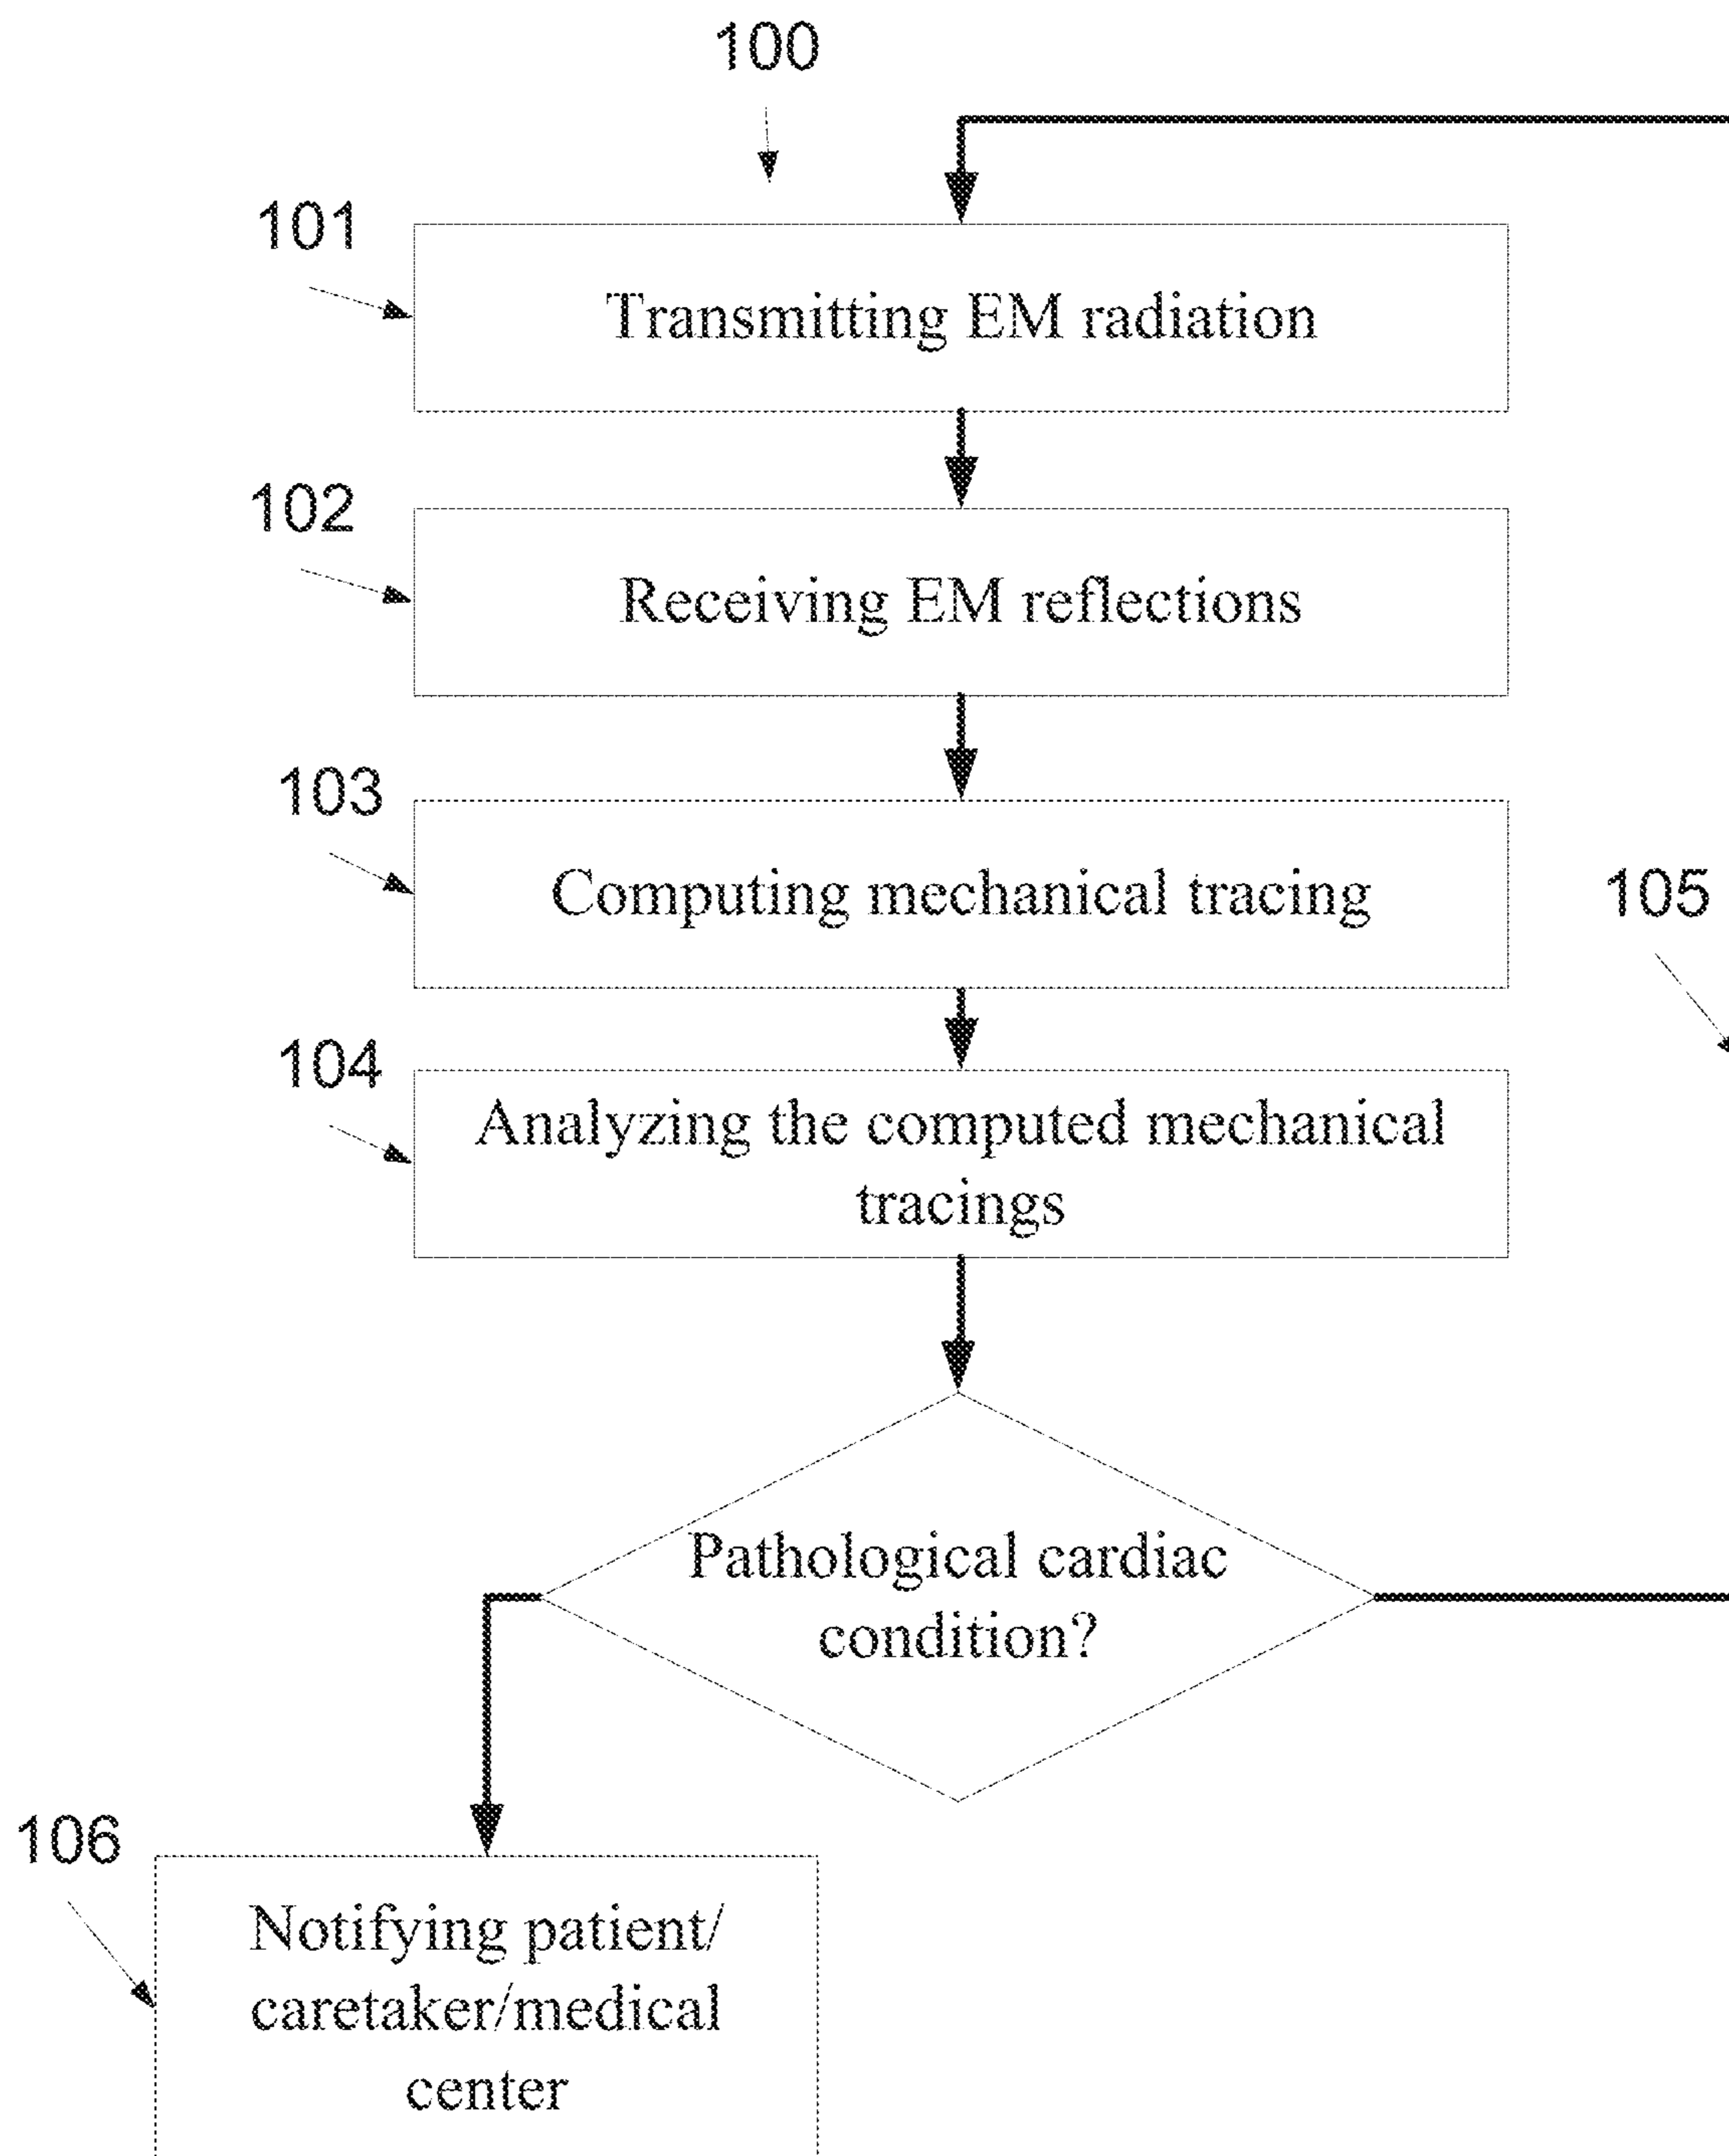 100
101
Transmitting EM radiation
102
Receiving EM reflections
103
Computing mechanical tracing
105
104
Analyzing the computed mechanical
tracings
Pathological cardiac
condition?
106
Notifying patient/
caretaker/medical
center